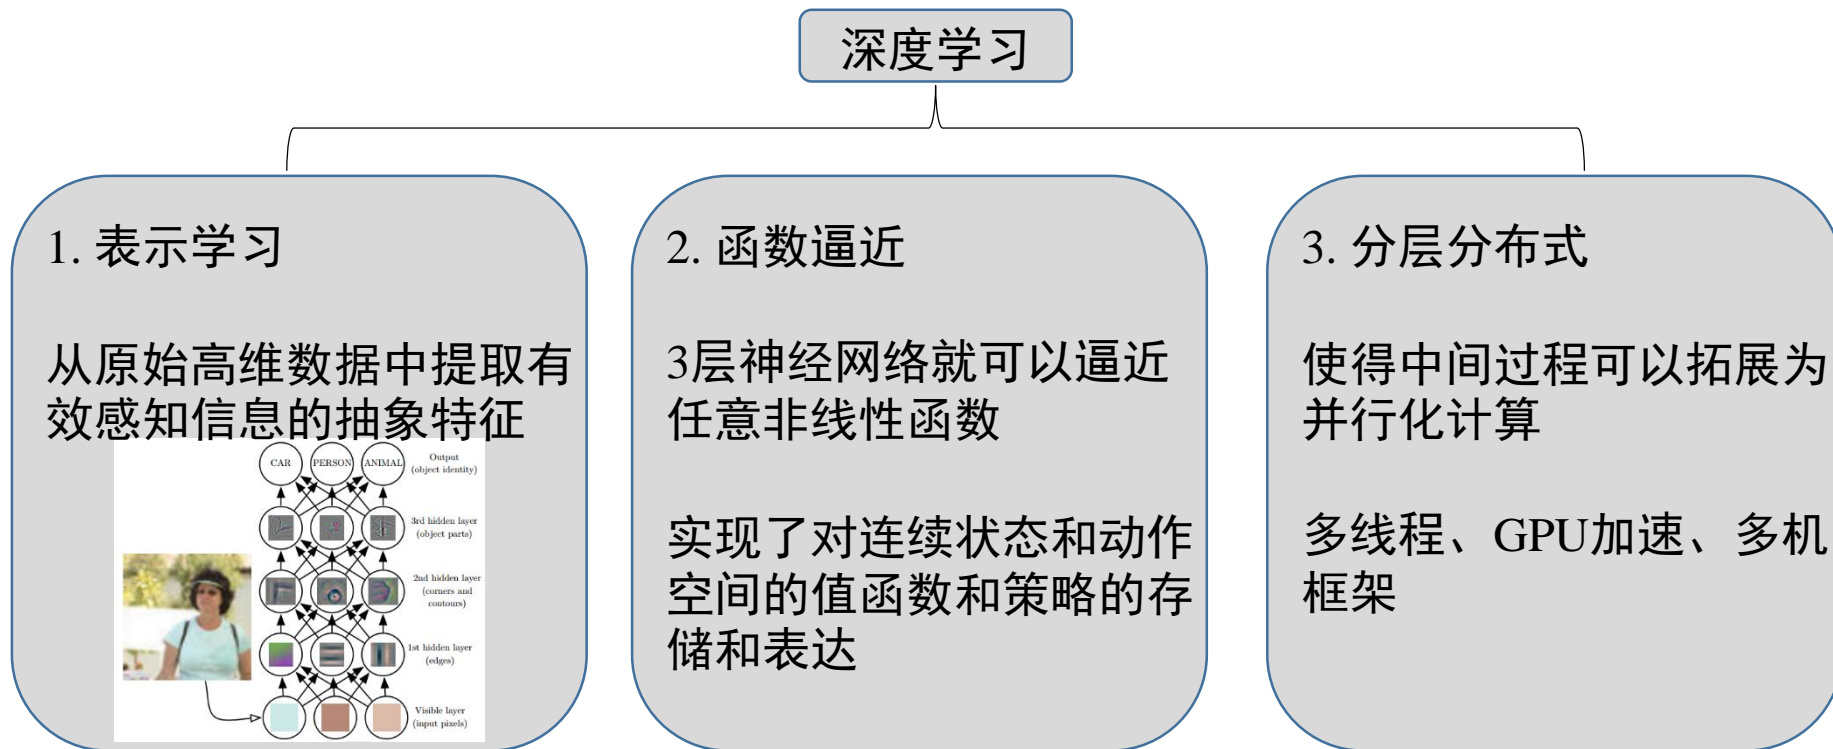 深度学习
1. 表示学习
从原始高维数据中提取有
效感知信息的抽象特征
CAR PERSON ANIMAL
Output
(object identity)
3rd hidden layer
(object parts)
2nd hidden layer
(corners and
contours)
1st hidden layer
(edges)
Visible layer
(input pixels)
2. 函数逼近
3层神经网络就可以逼近
任意非线性函数
实现了对连续状态和动作
空间的值函数和策略的存
储和表达
3. 分层分布式
使得中间过程可以拓展为
并行化计算
多线程、GPU加速、多机
框架